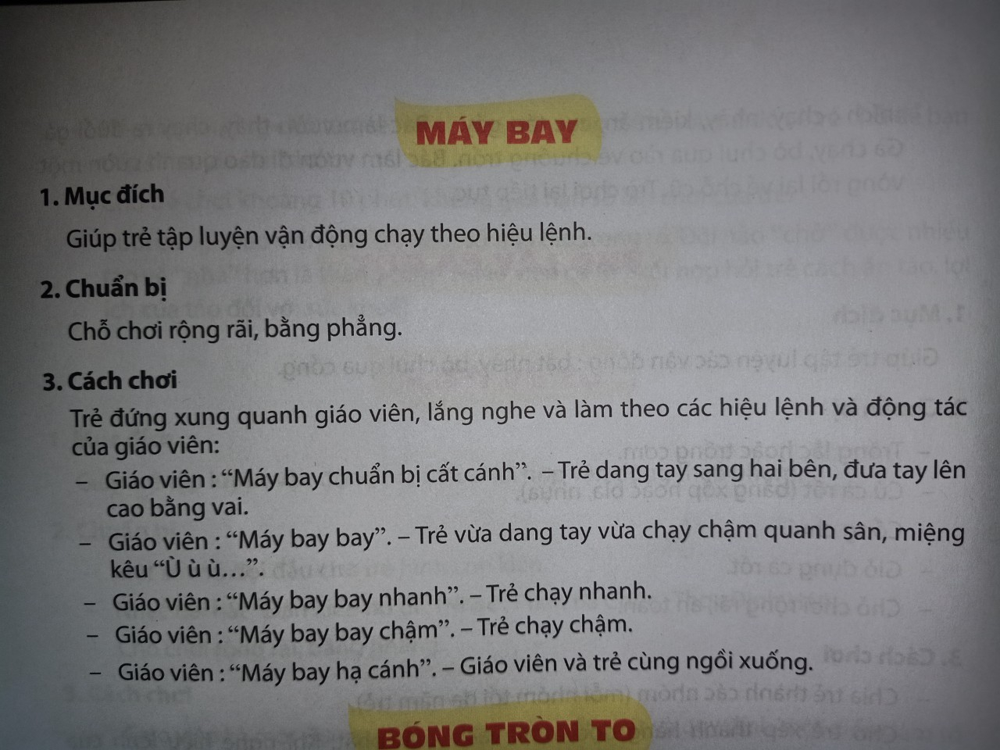 MÁY BAY
1. Mục đích
Giúp trẻ tập luyện vận động chạy theo hiệu lệnh.
2. Chuẩn bị
Chỗ chơi rộng rãi, bằng phẳng.
3. Cách chơi
Trẻ đứng xung quanh giáo viên, lắng nghe và làm theo các hiệu lệnh và động tác
của giáo viên:
– Giáo viên : “Máy bay chuẩn bị cất cánh”. – Trẻ dang tay sang hai bên, đưa tay lên
cao bằng vai.
– Giáo viên : “Máy bay bay”. – Trẻ vừa dang tay vừa chạy chậm quanh sân, miệng
kêu “Ù ù ù…”.
– Giáo viên : “Máy bay bay nhanh”. – Trẻ chạy nhanh.
– Giáo viên : “Máy bay bay chậm”. – Trẻ chạy chậm.
– Giáo viên : “Máy bay hạ cánh”. – Giáo viên và trẻ cùng ngồi xuống.
BÓNG TRÒN TO